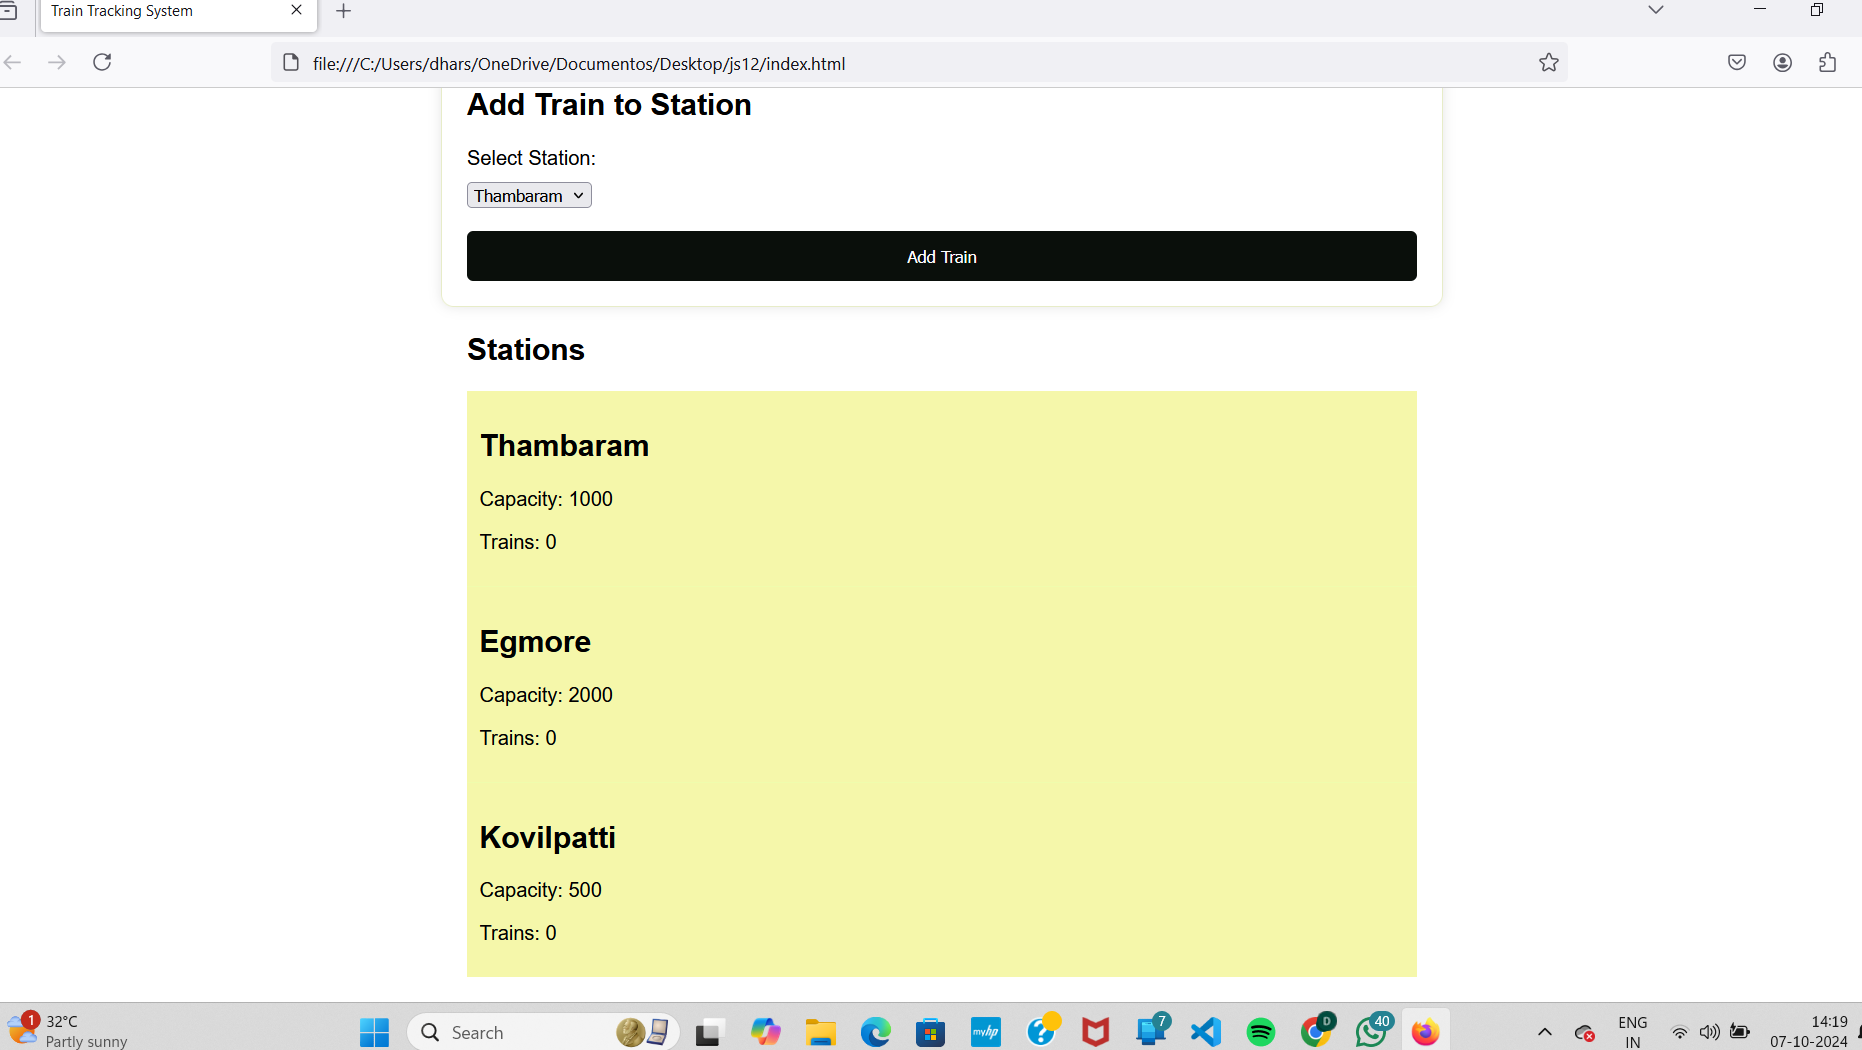 Train Tracking System
file:///C:/Users/dhars/OneDrive/Documentos/Desktop/js12/index.html
Add Train to Station
Select Station:
Thambaram
Add Train
Stations
Thambaram
Capacity: 1000
Trains: 0
Egmore
Capacity: 2000
Trains: 0
Kovilpatti
Capacity: 500
Trains: 0
1
32°C
Partly sunny
Search
myhp
7
D
40
ENG
IN
14:19
07-10-2024